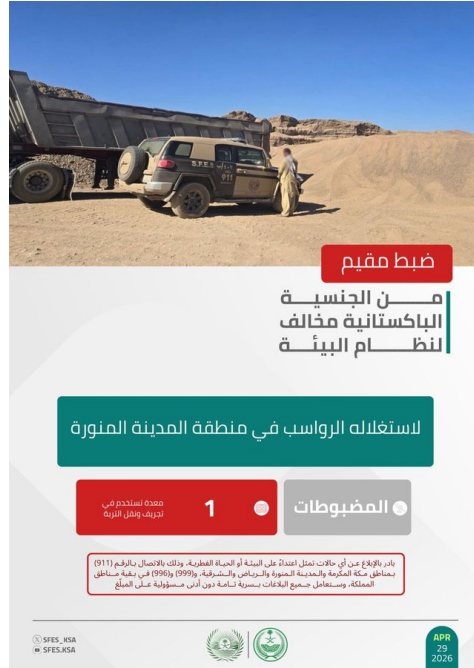 S.F.E.S
911
ضبط مقيم
من الجنسية
الباكستانية مخالف
لنظام البيئة
لاستغلاله الرواسب في منطقة المدينة المنورة
المضبوطات
1
معدة تستخدم في
تجريف ونقل التربة
بادر بالإبلاغ عن أي حالات تمثل اعتداءً على البيئة أو الحياة الفطرية، وذلك بالاتصال بالرقم (911)
بمناطق مكة المكرمة والمدينة المنورة والرياض والشرقية، و(999) و(996) في بقية مناطق
المملكة، وستعامل جميع البلاغات بسرية تامة دون أدنى مسؤولية على المبلّغ
SFES_KSA
SFES.KSA
APR
29
2026